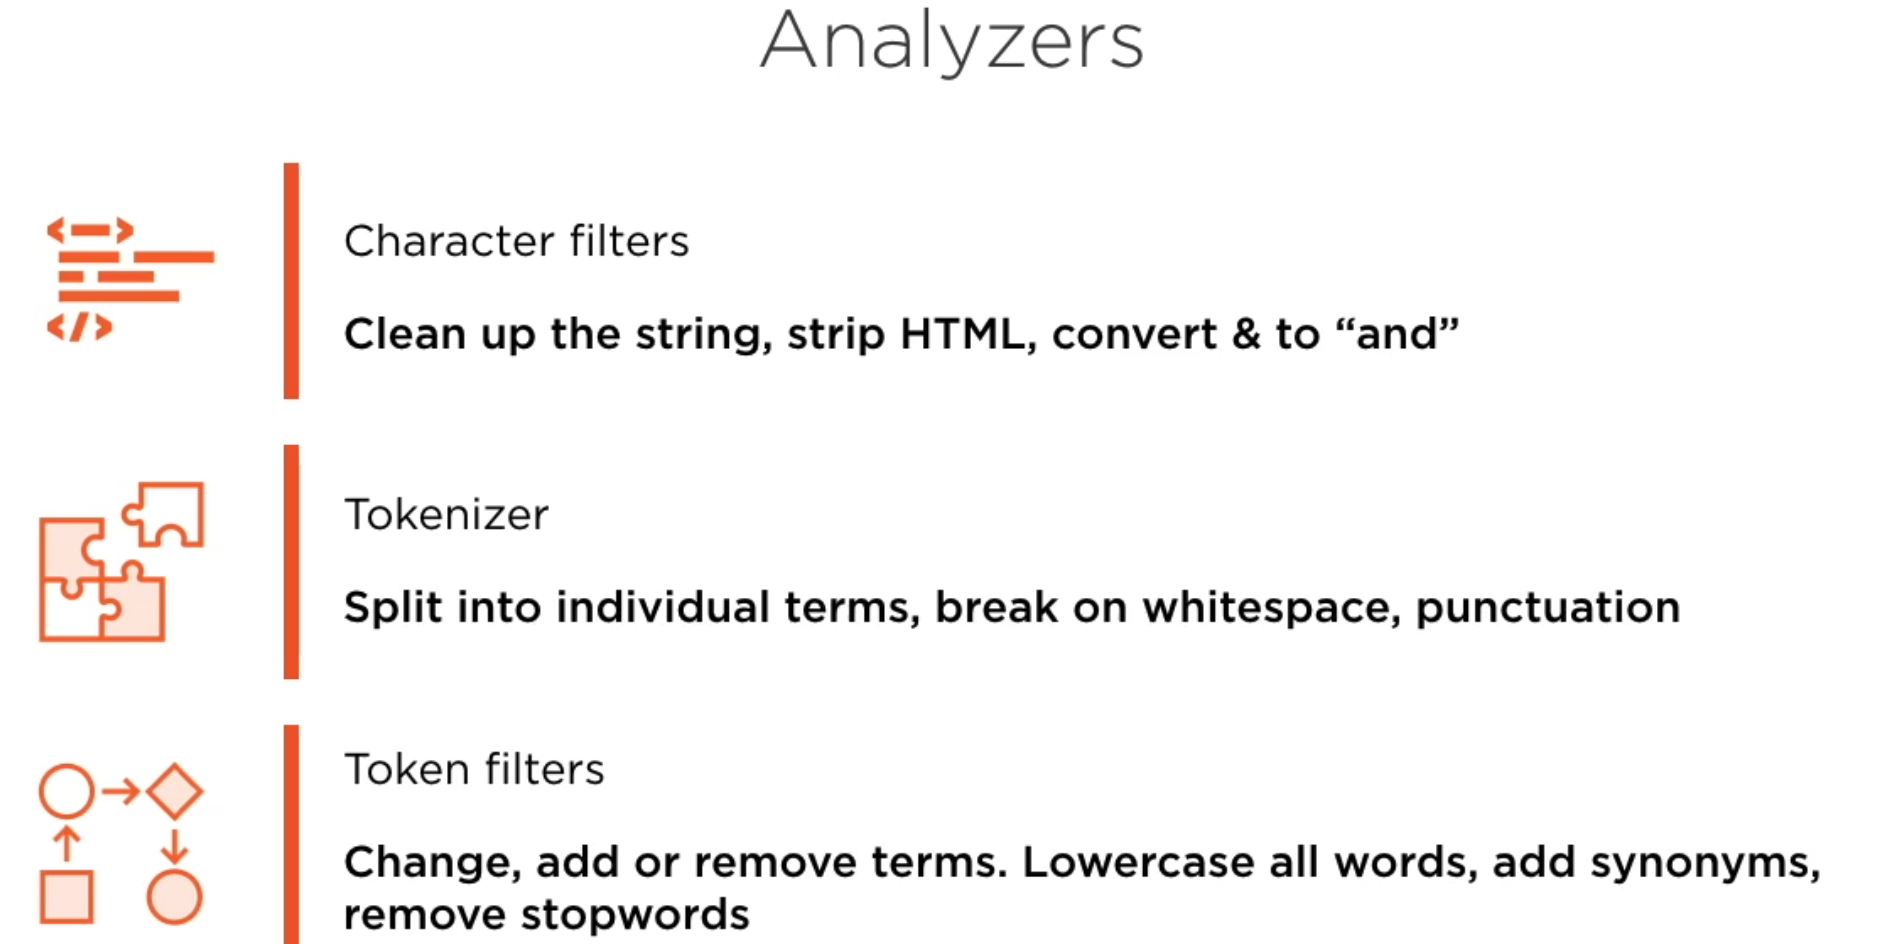 Analyzers
Character filters
Clean up the string, strip HTML, convert & to “and”
Tokenizer
Split into individual terms, break on whitespace, punctuation
Token filters
Change, add or remove terms. Lowercase all words, add synonyms,
remove stopwords